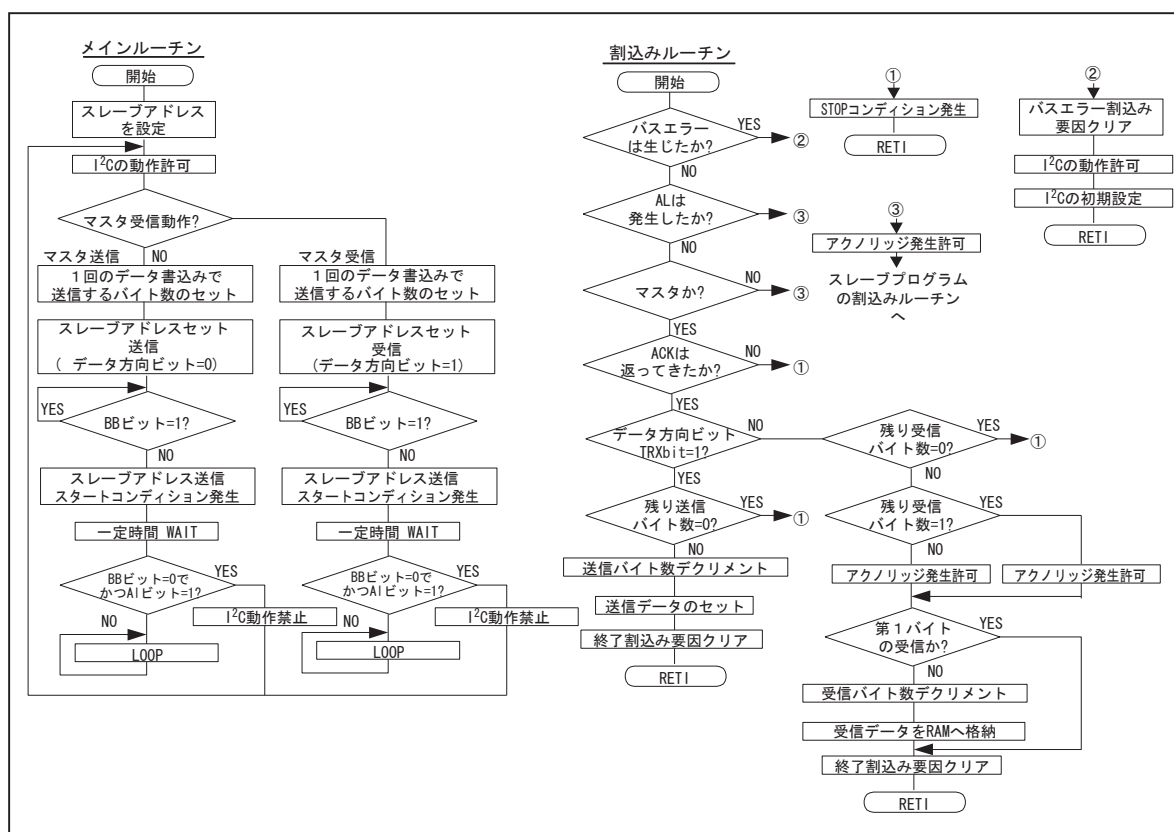 メインルーチン
開始
スレーブアドレス
を設定
I²Cの動作許可
マスタ受信動作?
マスタ送信
NO
1回のデータ書込みで
送信するバイト数のセット
スレーブアドレスセット
送信
( データ方向ビット=0)
YES
BBビット=1?
NO
スレーブアドレス送信
スタートコンディション発生
一定時間 WAIT
BBビット=0で
かつAlビット=1?
YES
I²C動作禁止
NO
LOOP
マスタ受信
1回のデータ書込みで
送信するバイト数のセット
スレーブアドレスセット
受信
(データ方向ビット=1)
YES
BBビット=1?
NO
スレーブアドレス送信
スタートコンディション発生
一定時間 WAIT
BBビット=0で
かつAlビット=1?
YES
I²C動作禁止
NO
LOOP
割込みルーチン
開始
バスエラー
は生じたか?
YES
②
NO
ALは
発生したか?
③
NO
マスタか?
NO
③
YES
ACKは
返ってきたか?
NO
①
YES
データ方向ビット
TRXbit=1?
NO
YES
残り送信
バイト数=0?
YES
①
NO
送信バイト数デクリメント
送信データのセット
終了割込み要因クリア
RETI
残り受信
バイト数=0?
YES
①
NO
残り受信
バイト数=1?
YES
NO
アクノリッジ発生許可
アクノリッジ発生許可
第1バイト
の受信か?
YES
NO
受信バイト数デクリメント
受信データをRAMへ格納
終了割込み要因クリア
RETI
①
STOPコンディション発生
RETI
③
アクノリッジ発生許可
スレーブプログラム
の割込みルーチン
へ
②
バスエラー割込み
要因クリア
I²Cの動作許可
I²Cの初期設定
RETI